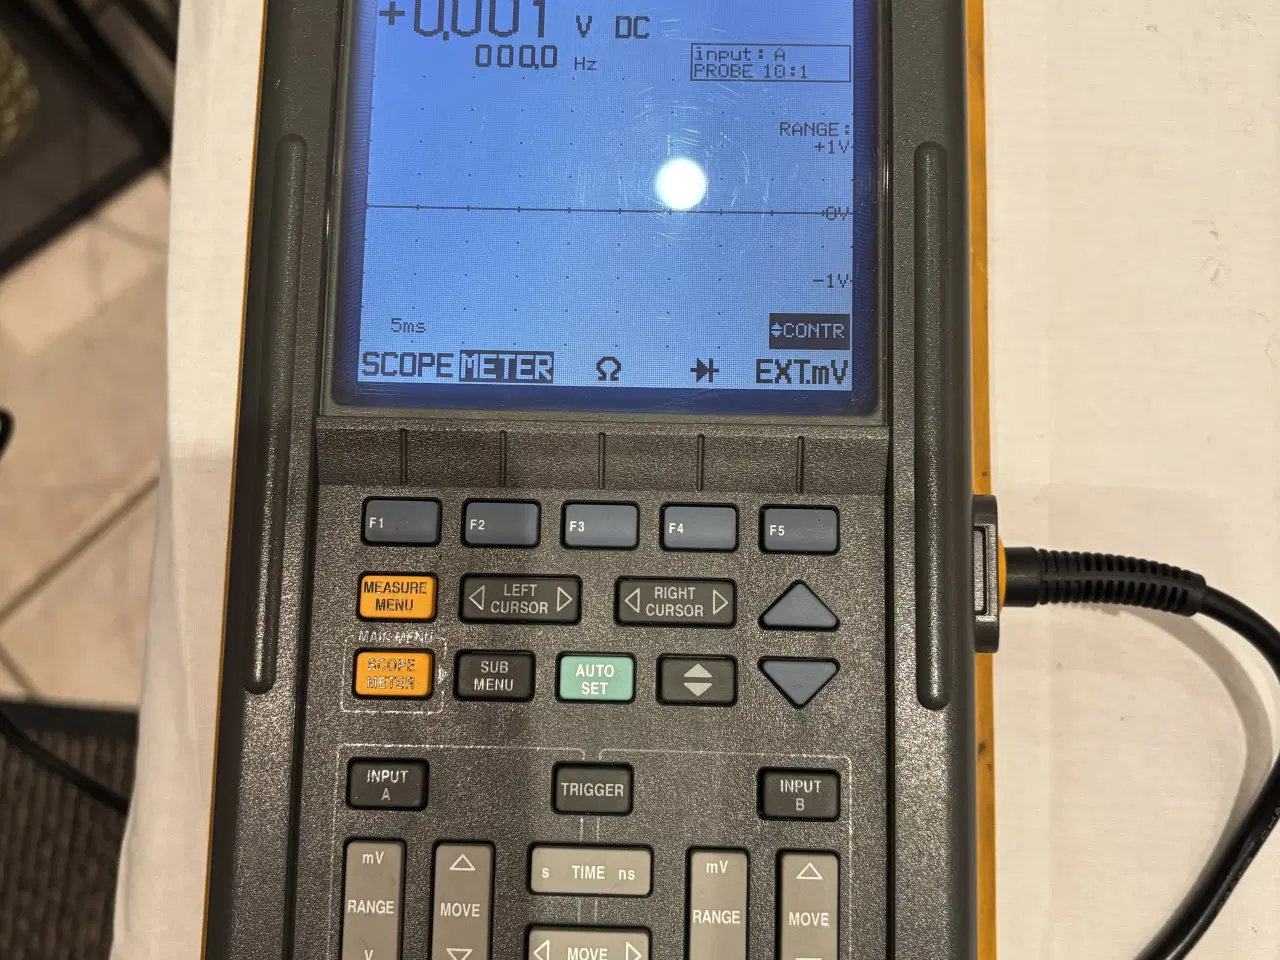 +0.001 V DC
000.0 Hz
input: A
PROBE 10:1
RANGE:
+1V
0V
-1V
5ms
CONTR
SCOPE METER Ω EXT.mV
F1 F2 F3 F4 F5
MEASURE
MENU
LEFT
CURSOR
RIGHT
CURSOR
MAIN MENU
SCOPE
METER
SUB
MENU
AUTO
SET
INPUT
A
TRIGGER
INPUT
B
mV
RANGE
V
MOVE
s TIME ns
MOVE
mV
RANGE
MOVE